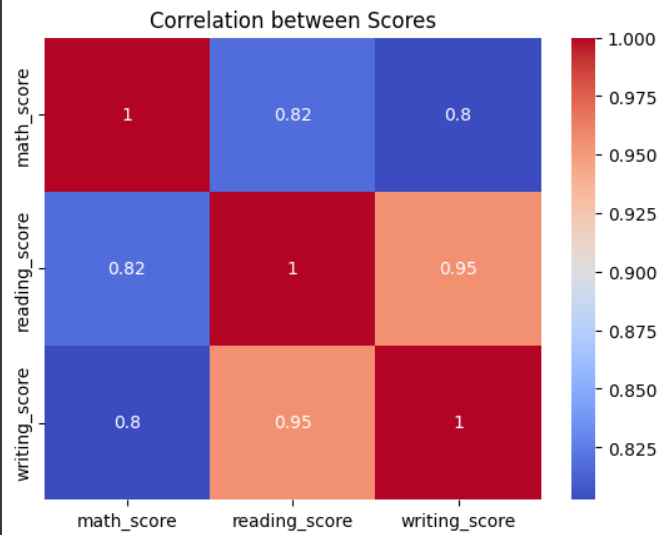 Correlation between Scores
math_score
1
0.82
0.8
reading_score
0.82
1
0.95
writing_score
0.8
0.95
1
math_score
reading_score
writing_score
1.000
0.975
0.950
0.925
0.900
0.875
0.850
0.825